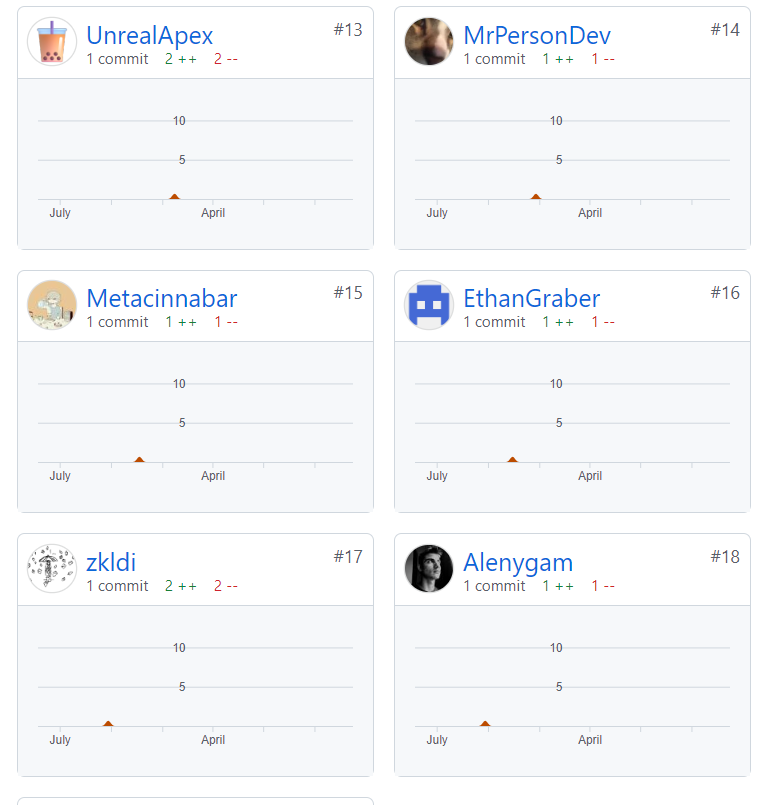 UnrealApex #13
1 commit 2 ++ 2 --
10
5
July April
MrPersonDev #14
1 commit 1 ++ 1 --
10
5
July April
Metacinnabar #15
1 commit 1 ++ 1 --
10
5
July April
EthanGraber #16
1 commit 1 ++ 1 --
10
5
July April
zkldi #17
1 commit 2 ++ 2 --
10
5
July April
Alenygam #18
1 commit 1 ++ 1 --
10
5
July April